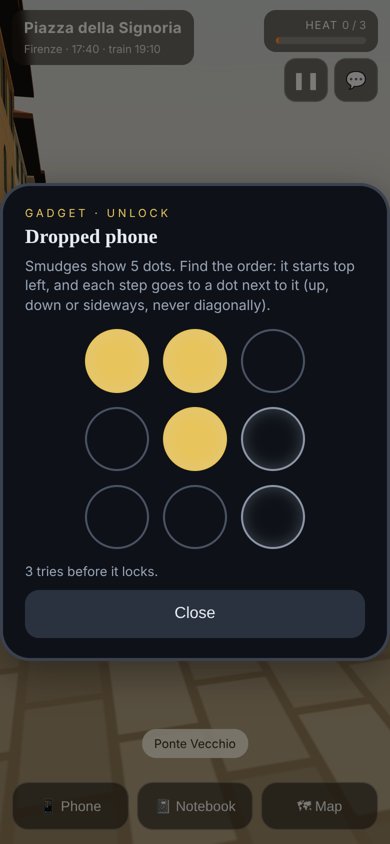 Piazza della Signoria
Firenze · 17:40 · train 19:10
HEAT 0 / 3
GADGET · UNLOCK
Dropped phone
Smudges show 5 dots. Find the order: it starts top
left, and each step goes to a dot next to it (up,
down or sideways, never diagonally).
3 tries before it locks.
Close
Ponte Vecchio
Phone
Notebook
Map